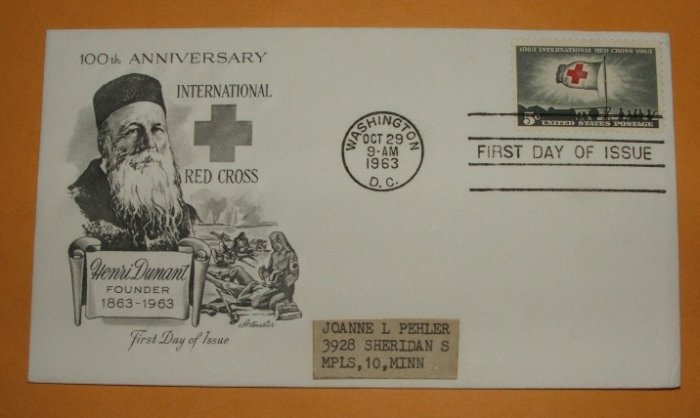 100th ANNIVERSARY
INTERNATIONAL
RED CROSS
Henri Dunant
FOUNDER
1863-1963
Artmaster
First Day of Issue
WASHINGTON
OCT 29
9-AM
1963
D.C.
1863 INTERNATIONAL RED CROSS 1963
5c
UNITED STATES POSTAGE
FIRST DAY OF ISSUE
JOANNE L PEHLER
3928 SHERIDAN S
MPLS,10,MINN